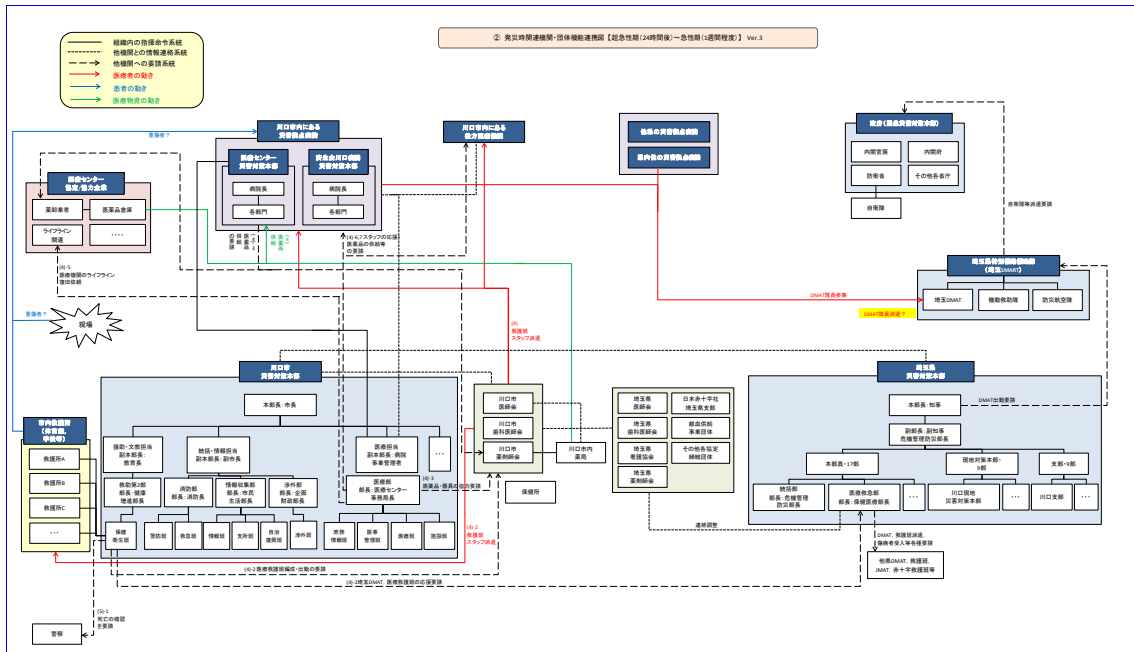 ② 発災時関連機関・団体機能連携図【超急性期(24時間後)～急性期(1週間程度)】 Ver.3
組織内の指揮命令系統
他機関との情報連絡系統
他機関への要請系統
医療者の動き
患者の動き
医療物資の動き
重傷者？
川口市内にある
災害拠点病院
医療センター
災害対策本部
病院長
各部門
済生会川口病院
災害対策本部
病院長
各部門
川口市内にある
後方医療機関
他県の災害拠点病院
県内他の災害拠点病院
政府(緊急災害対策本部)
内閣官房
内閣府
防衛省
その他各省庁
自衛隊
自衛隊等派遣要請
医療センター
協定/協力企業
薬卸業者
医薬品倉庫
ライフライン
関連
････
(4)-5
医療機関のライフライン
復旧依頼
(4)-6,7スタッフの応援
医薬品の供給等
の要請
医薬品
供給
の要請
埼玉県特別機動援助隊
(埼玉SMART)
埼玉DMAT
機動救助隊
防災航空隊
DMAT隊員参集
DMAT隊員派遣？
重傷者？
現場
(4)
救護班
スタッフ派遣
川口市
災害対策本部
本部長：市長
援助・文教担当
副本部長：
教育長
統括・情報担当
副本部長：副市長
医療担当
副本部長：病院
事業管理者
…
救助第2部
部長：健康
増進部長
消防部
部長：消防長
情報収集部
部長：市民
生活部長
渉外部
部長：企画
財政部長
医療部
部長：医療センター
事務局長
保健
衛生班
警防班
救急班
情報班
支所班
自治
復興班
渉外班
庶務
情報班
医事
管理班
医療班
施設班
市内救護所
(体育館、
学校等)
救護所A
救護所B
救護所C
…
川口市
医師会
川口市
歯科医師会
川口市
薬剤師会
川口市内
薬局
保健所
(4)-3
医薬品・器具の協力要請
(4)-2
救護班
スタッフ派遣
埼玉県
医師会
日本赤十字社
埼玉県支部
埼玉県
歯科医師会
献血供給
事業団体
埼玉県
看護協会
その他各協定
締結団体
埼玉県
薬剤師会
連絡調整
埼玉県
災害対策本部
本部長：知事
DMAT出動要請
副部長：副知事
危機管理防災部長
本部員・17部
現地対策本部・
9部
支部・9部
統括部
部長：危機管理
防災部長
医療救急部
部長：保健医療部長
…
川口現地
災害対策本部
…
川口支部
…
DMAT、救護班派遣、
傷病者受入等各種要請
他県DMAT、救護班、
JMAT、赤十字救護班等
(4)-2医療救護班編成・出動の要請
(4)-2埼玉DMAT、医療救護班の応援要請
(5)-1
死亡の確認
を要請
警察